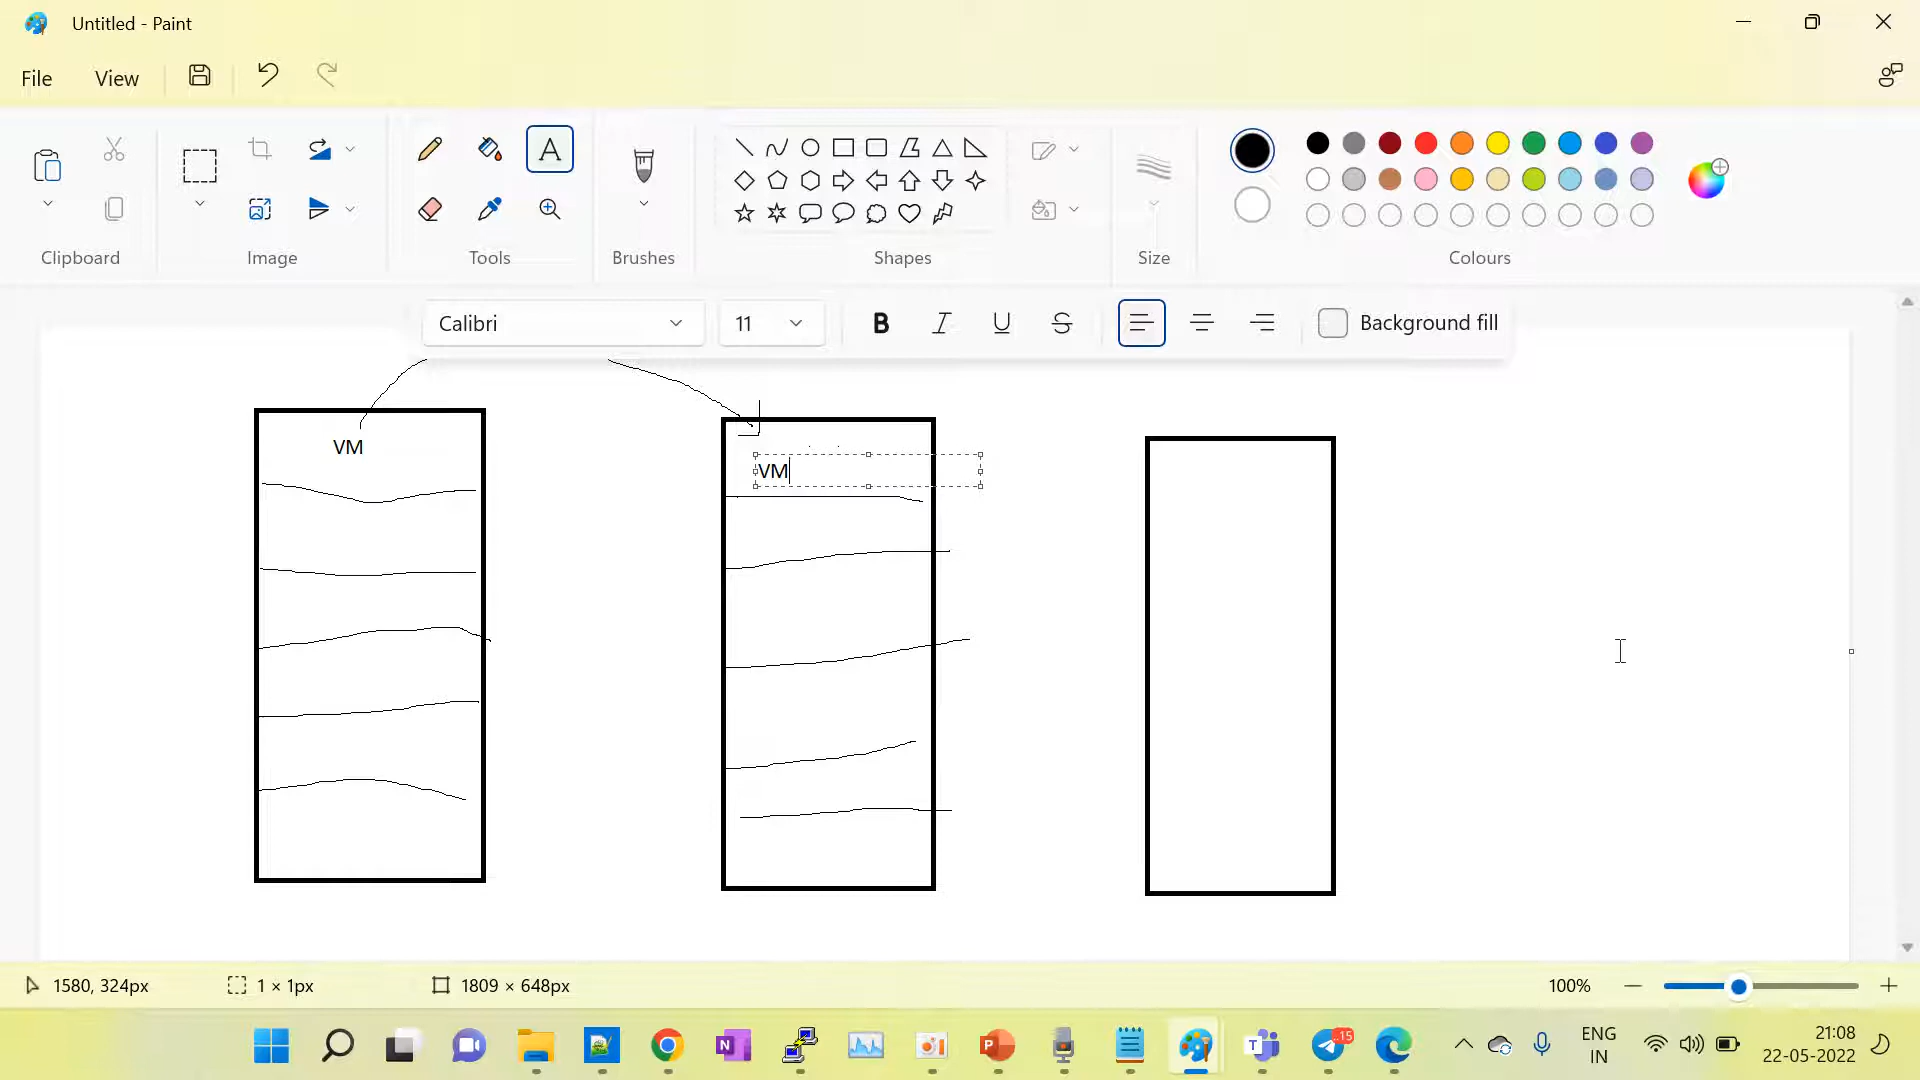 Untitled - Paint
File
View
Clipboard
Image
Tools
Brushes
Shapes
Size
Colours
Calibri
11
B
Background fill
VM
VM
1580, 324px
1 × 1px
1809 × 648px
100%
15
ENG
IN
21:08
22-05-2022